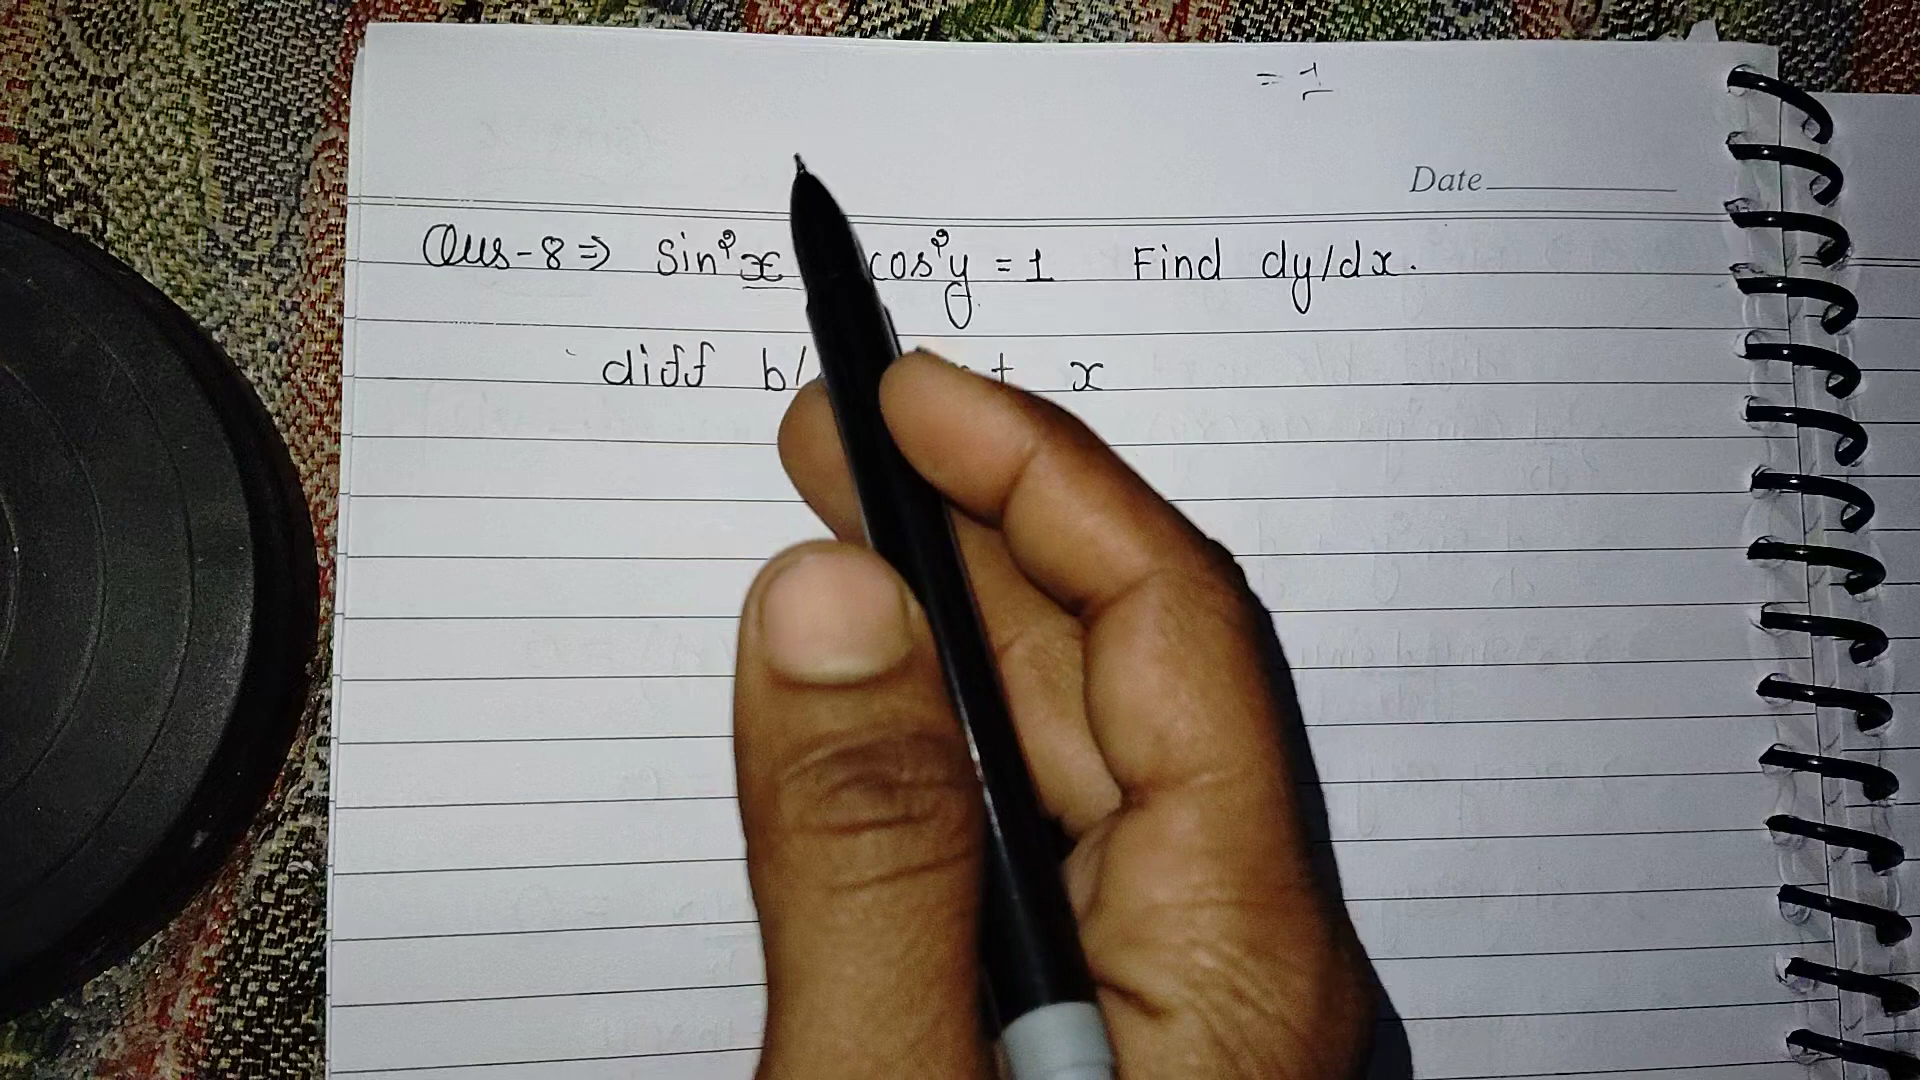 = 1
Date
Ques-8⇒ Sin²x cos²y = 1 Find dy/dx.
diff b/ x